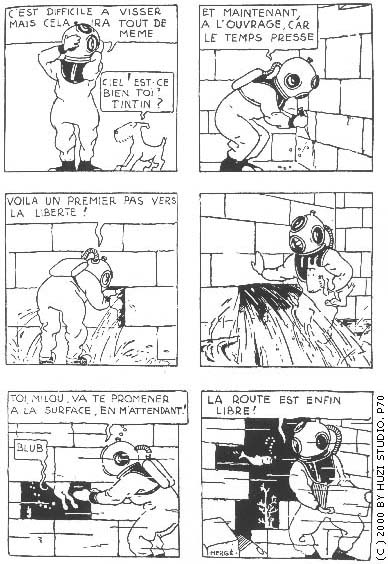 C'EST DIFFICILE A VISSER
MAIS CELA IRA TOUT DE
MEME
CIEL! EST-CE
BIEN TOI?
TINTIN?
ET MAINTENANT,
A L'OUVRAGE, CAR
LE TEMPS PRESSE
VOILA UN PREMIER PAS VERS
LA LIBERTE!
TOI, MILOU, VA TE PROMENER
A LA SURFACE, EN M'ATTENDANT!
BLUB
LA ROUTE EST ENFIN
LIBRE!
HERGÉ
(C) 2000 BY HUZI STUDIO. P70